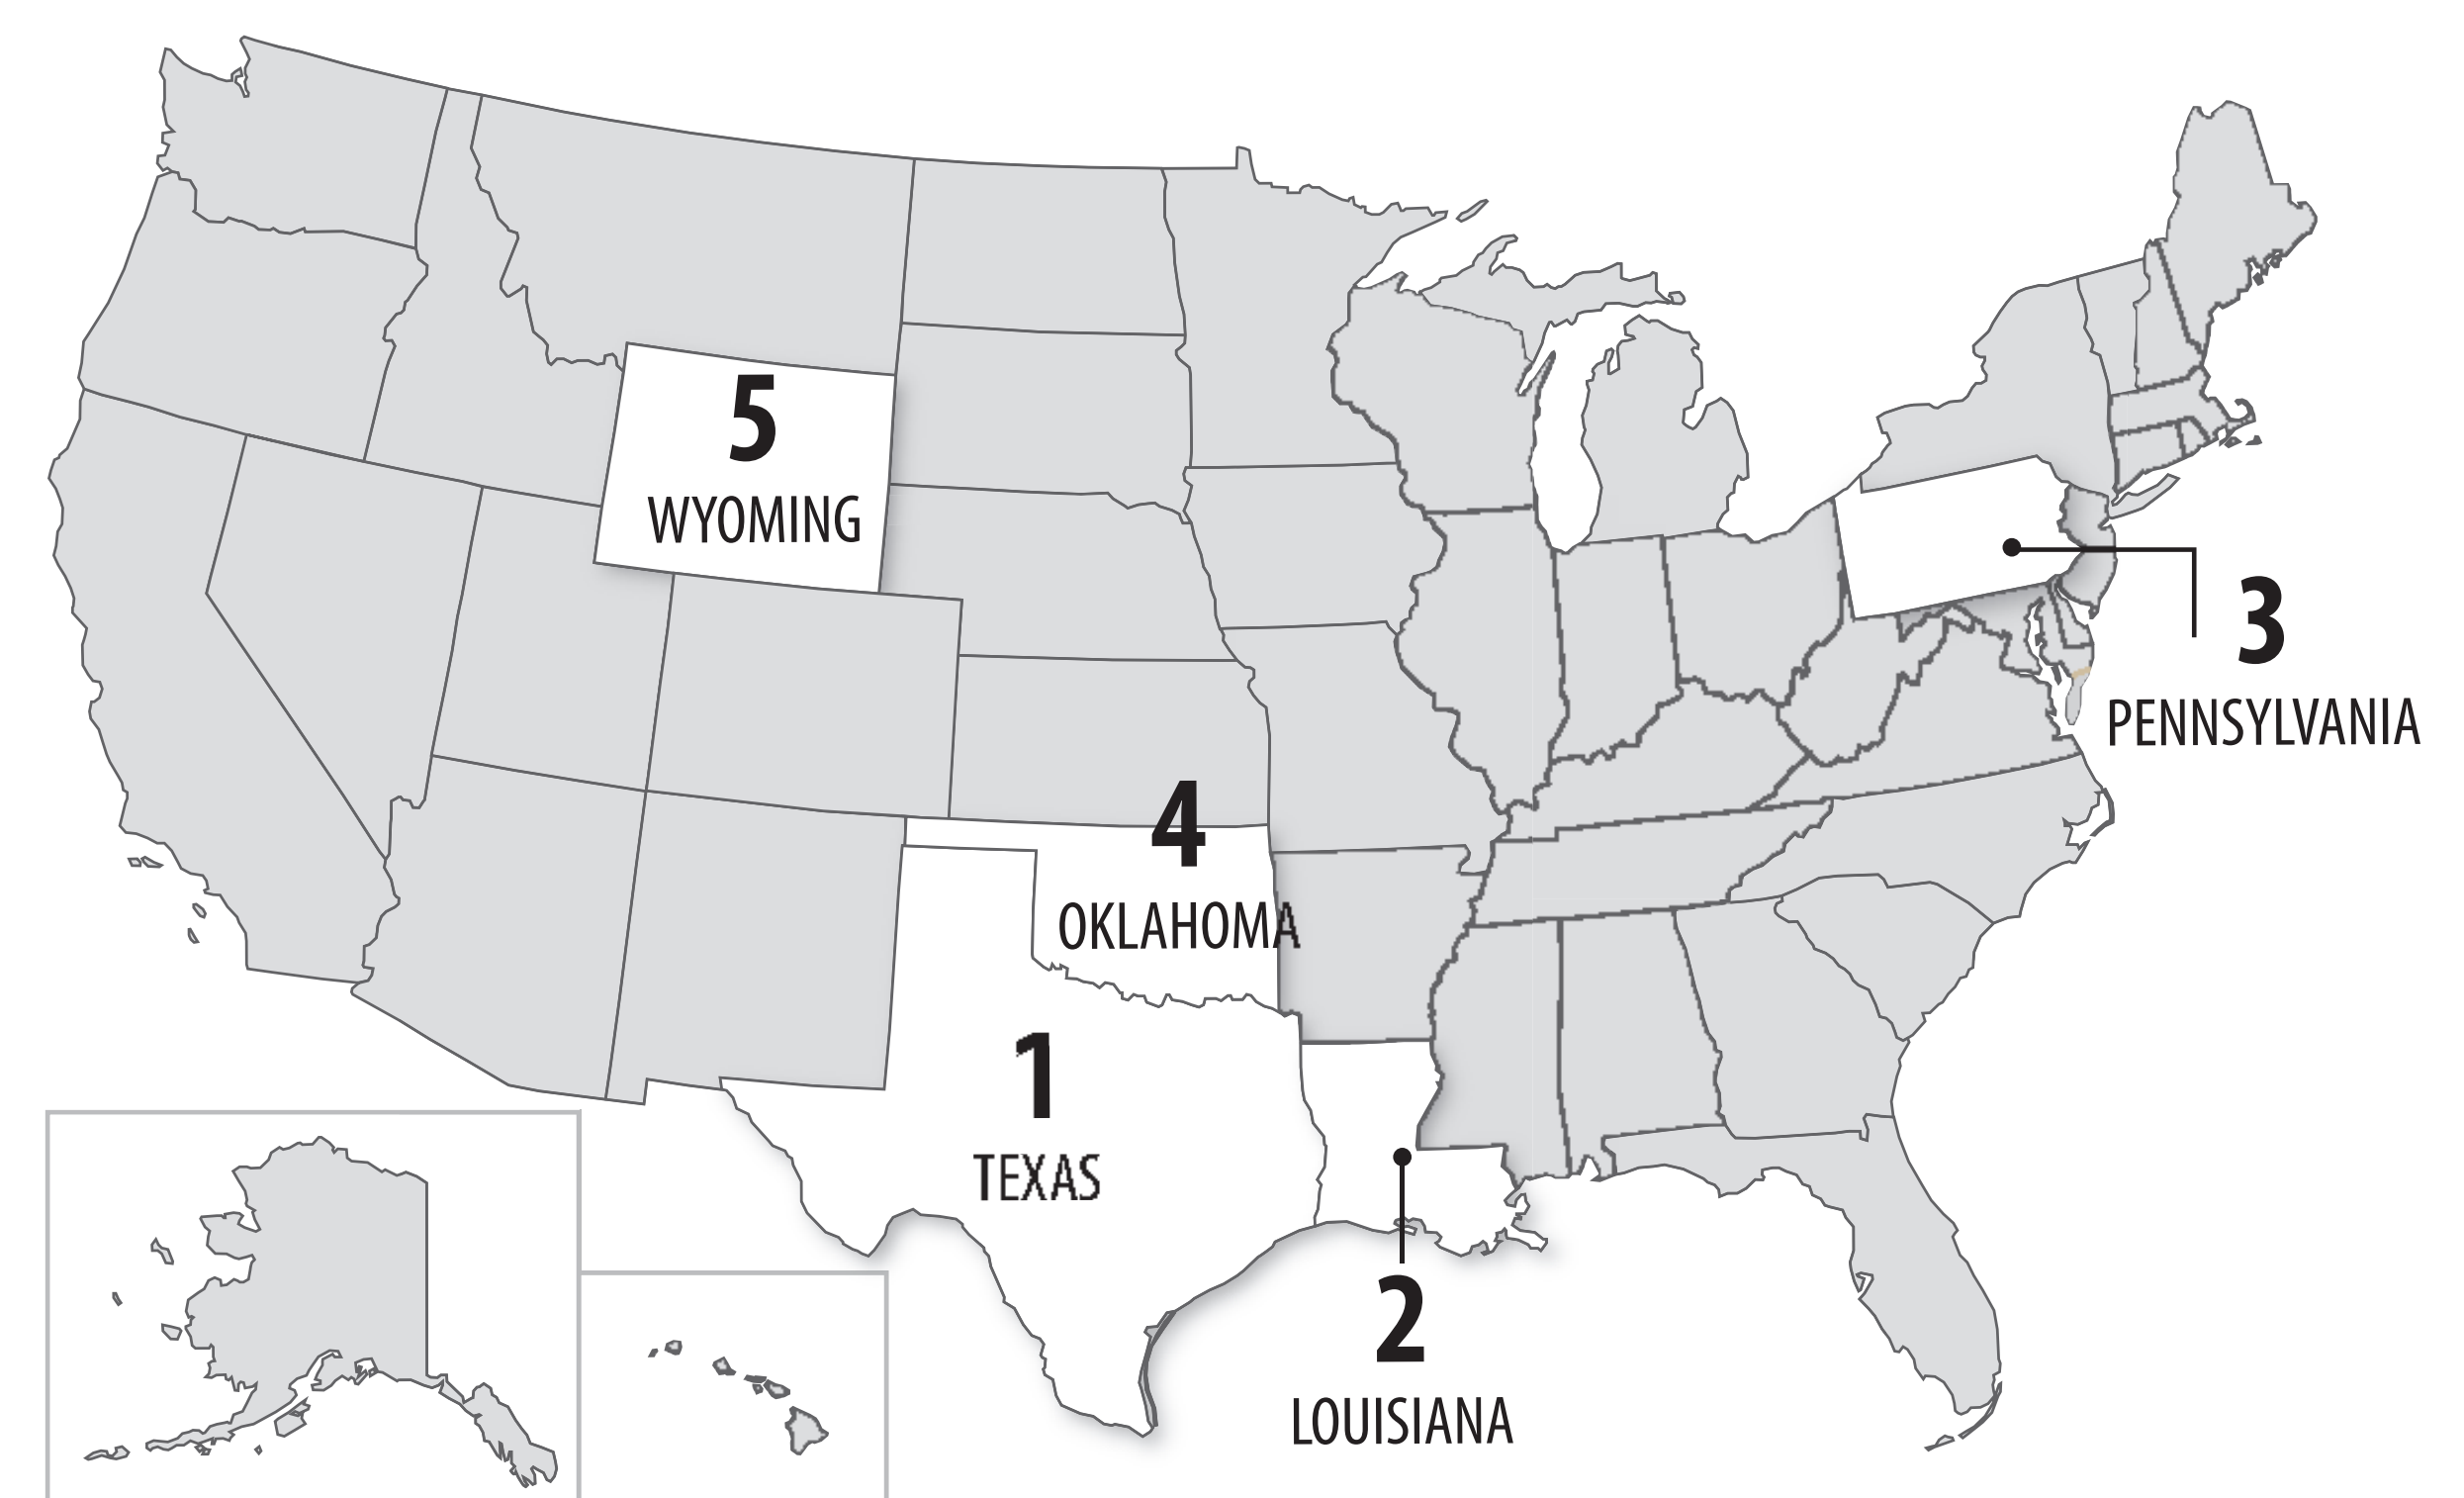 5
WYOMING
3
PENNSYLVANIA
4
OKLAHOMA
1
TEXAS
2
LOUISIANA